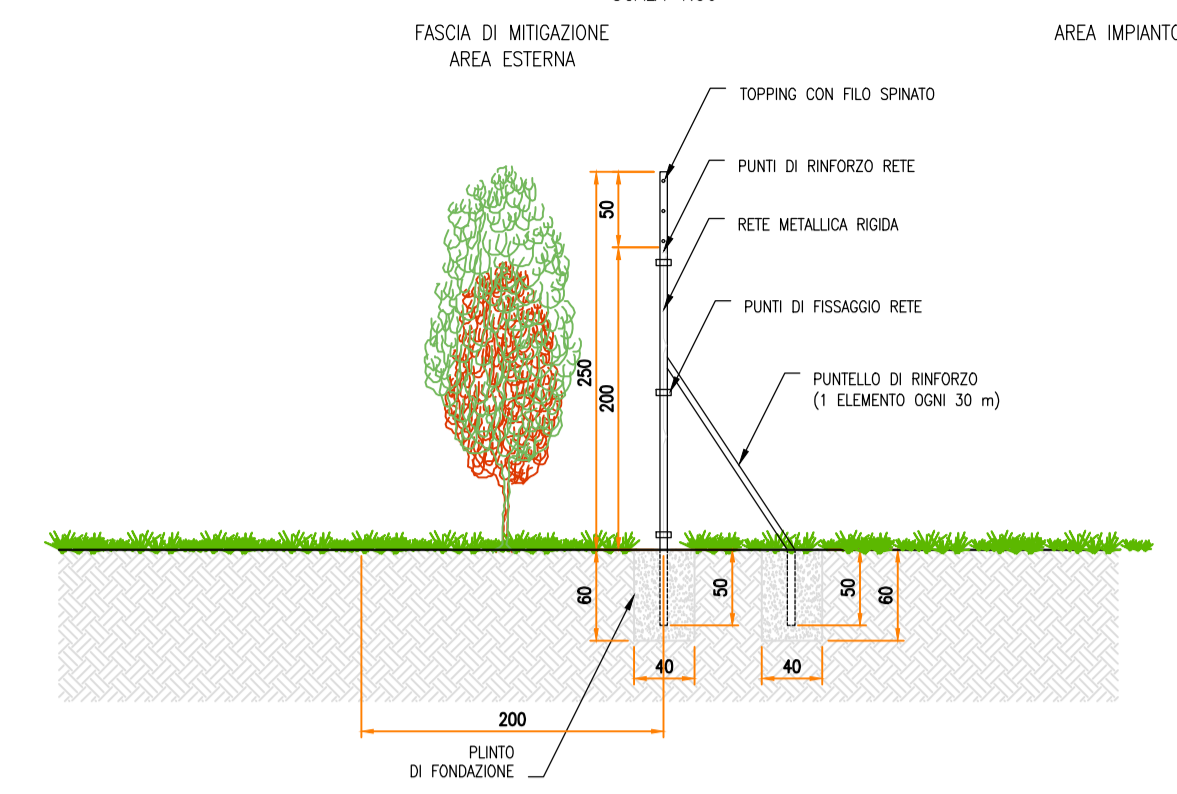 FASCIA DI MITIGAZIONE
AREA ESTERNA
AREA IMPIANTO
TOPPING CON FILO SPINATO
PUNTI DI RINFORZO RETE
RETE METALLICA RIGIDA
PUNTI DI FISSAGGIO RETE
PUNTELLO DI RINFORZO
(1 ELEMENTO OGNI 30 m)
50
250
200
60
50
50
60
40
40
200
PLINTO
DI FONDAZIONE